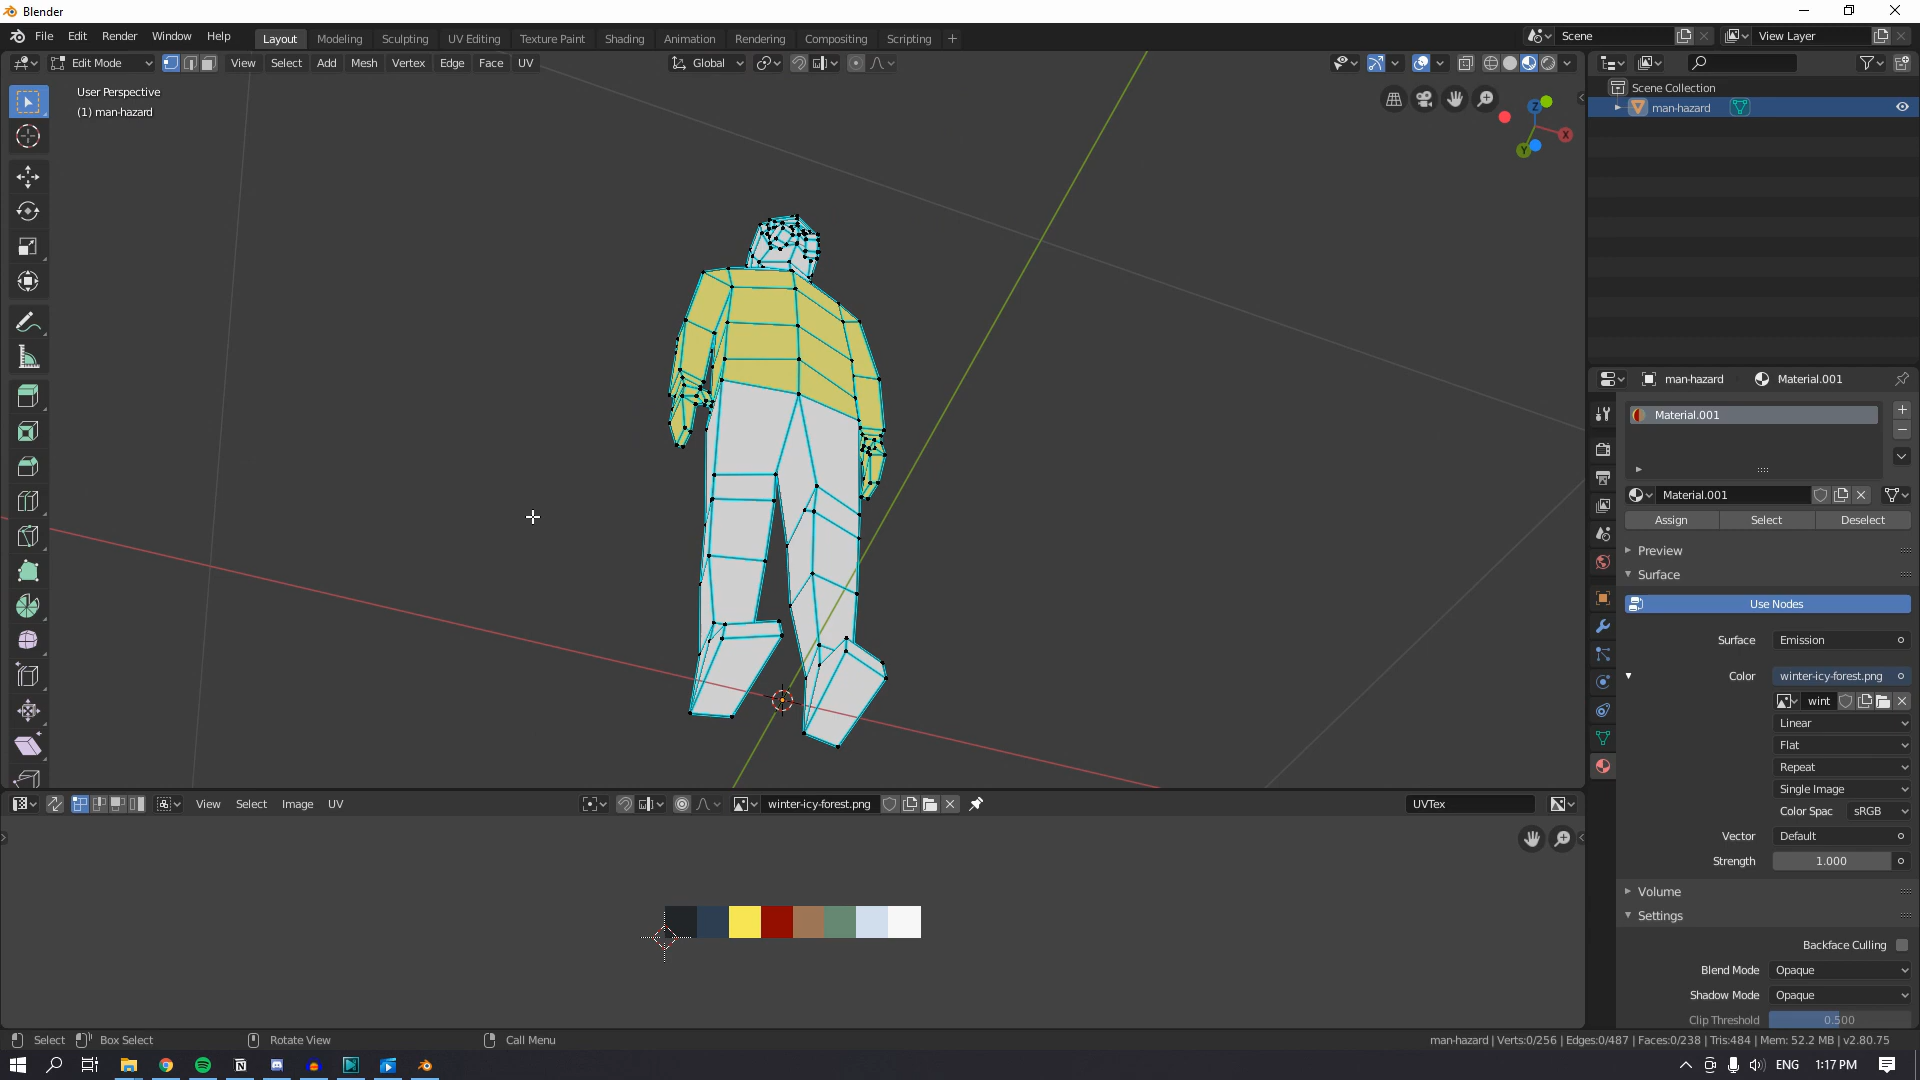 Blender
File Edit Render Window Help
Layout Modeling Sculpting UV Editing Texture Paint Shading Animation Rendering Compositing Scripting +
Scene
View Layer
Edit Mode View Select Add Mesh Vertex Edge Face UV
Global
User Perspective
(1) man-hazard
Z
X
Y
Scene Collection
man-hazard
man-hazard Material.001
Material.001
Material.001
Assign Select Deselect
Preview
Surface
Use Nodes
Surface Emission
Color winter-icy-forest.png
wint
Linear
Flat
Repeat
Single Image
Color Spac sRGB
Vector Default
Strength 1.000
Volume
Settings
Backface Culling
Blend Mode Opaque
Shadow Mode Opaque
Clip Threshold 0.500
View Select Image UV
winter-icy-forest.png
UVTex
Select Box Select Rotate View Call Menu
man-hazard | Verts:0/256 | Edges:0/487 | Faces:0/238 | Tris:484 | Mem: 52.2 MB | v2.80.75
ENG 1:17 PM